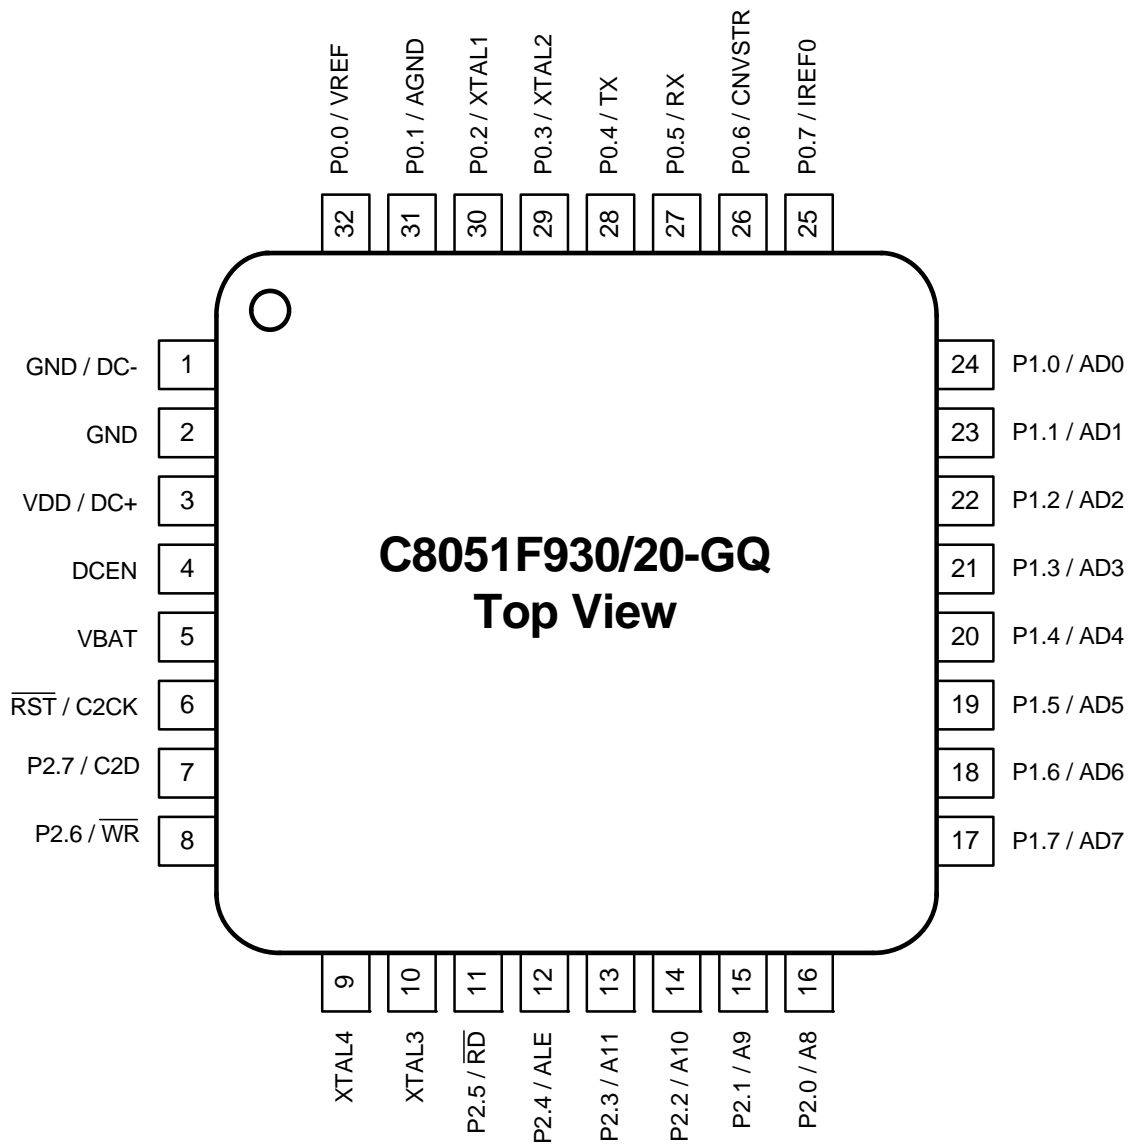 P0.0 / VREF
P0.1 / AGND
P0.2 / XTAL1
P0.3 / XTAL2
P0.4 / TX
P0.5 / RX
P0.6 / CNVSTR
P0.7 / IREF0
32
31
30
29
28
27
26
25
GND / DC- 1
GND 2
VDD / DC+ 3
DCEN 4
VBAT 5
R̅S̅T̅ / C2CK 6
P2.7 / C2D 7
P2.6 / W̅R̅ 8
C8051F930/20-GQ
Top View
24 P1.0 / AD0
23 P1.1 / AD1
22 P1.2 / AD2
21 P1.3 / AD3
20 P1.4 / AD4
19 P1.5 / AD5
18 P1.6 / AD6
17 P1.7 / AD7
9
10
11
12
13
14
15
16
XTAL4
XTAL3
P2.5 / R̅D̅
P2.4 / ALE
P2.3 / A11
P2.2 / A10
P2.1 / A9
P2.0 / A8